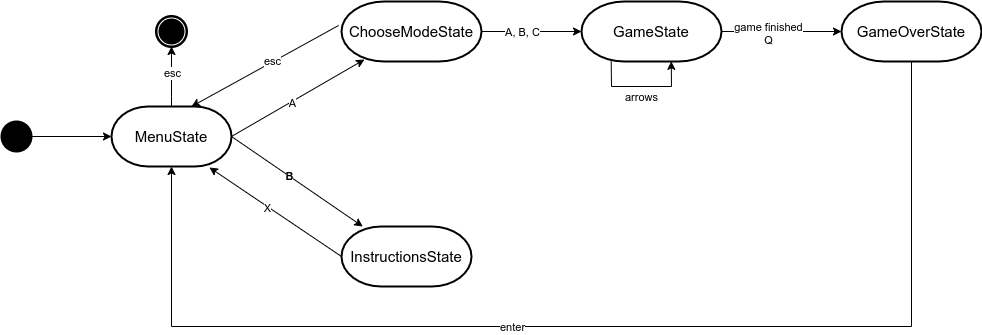 ChooseModeState
A, B, C
GameState
game finished
Q
GameOverState
esc
esc
arrows
A
MenuState
B
X
InstructionsState
enter